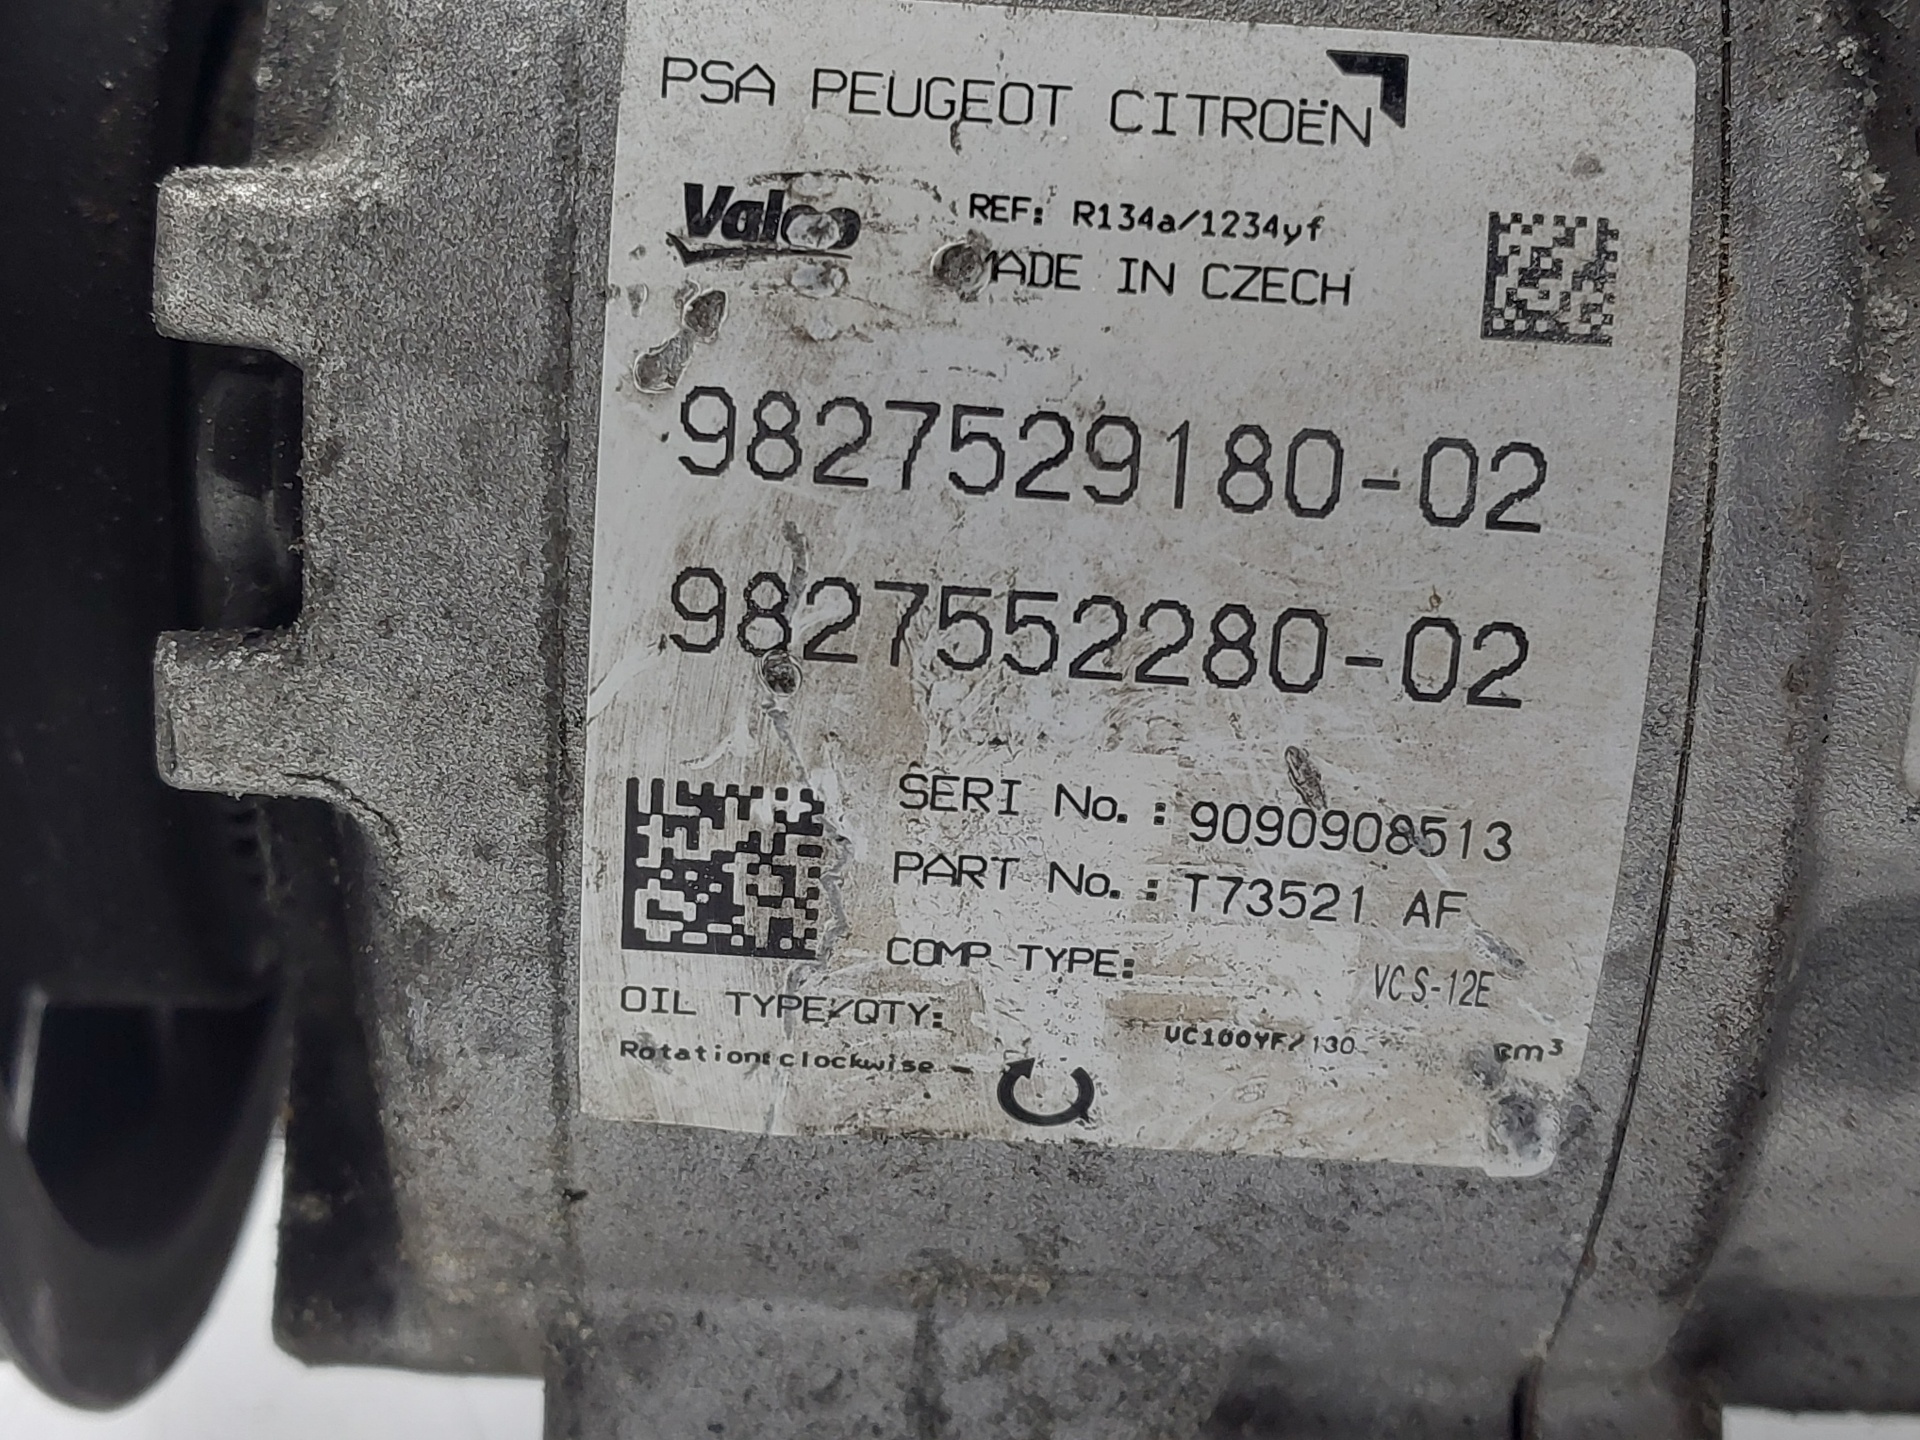 PSA PEUGEOT CITROËN
Valeo
REF: R134a/1234yf
MADE IN CZECH
9827529180-02
9827552280-02
SERI No.: 9090908513
PART No.: T73521 AF
COMP TYPE: VCS-12E
OIL TYPE/QTY: VC100YF/130 cm³
Rotation:clockwise -